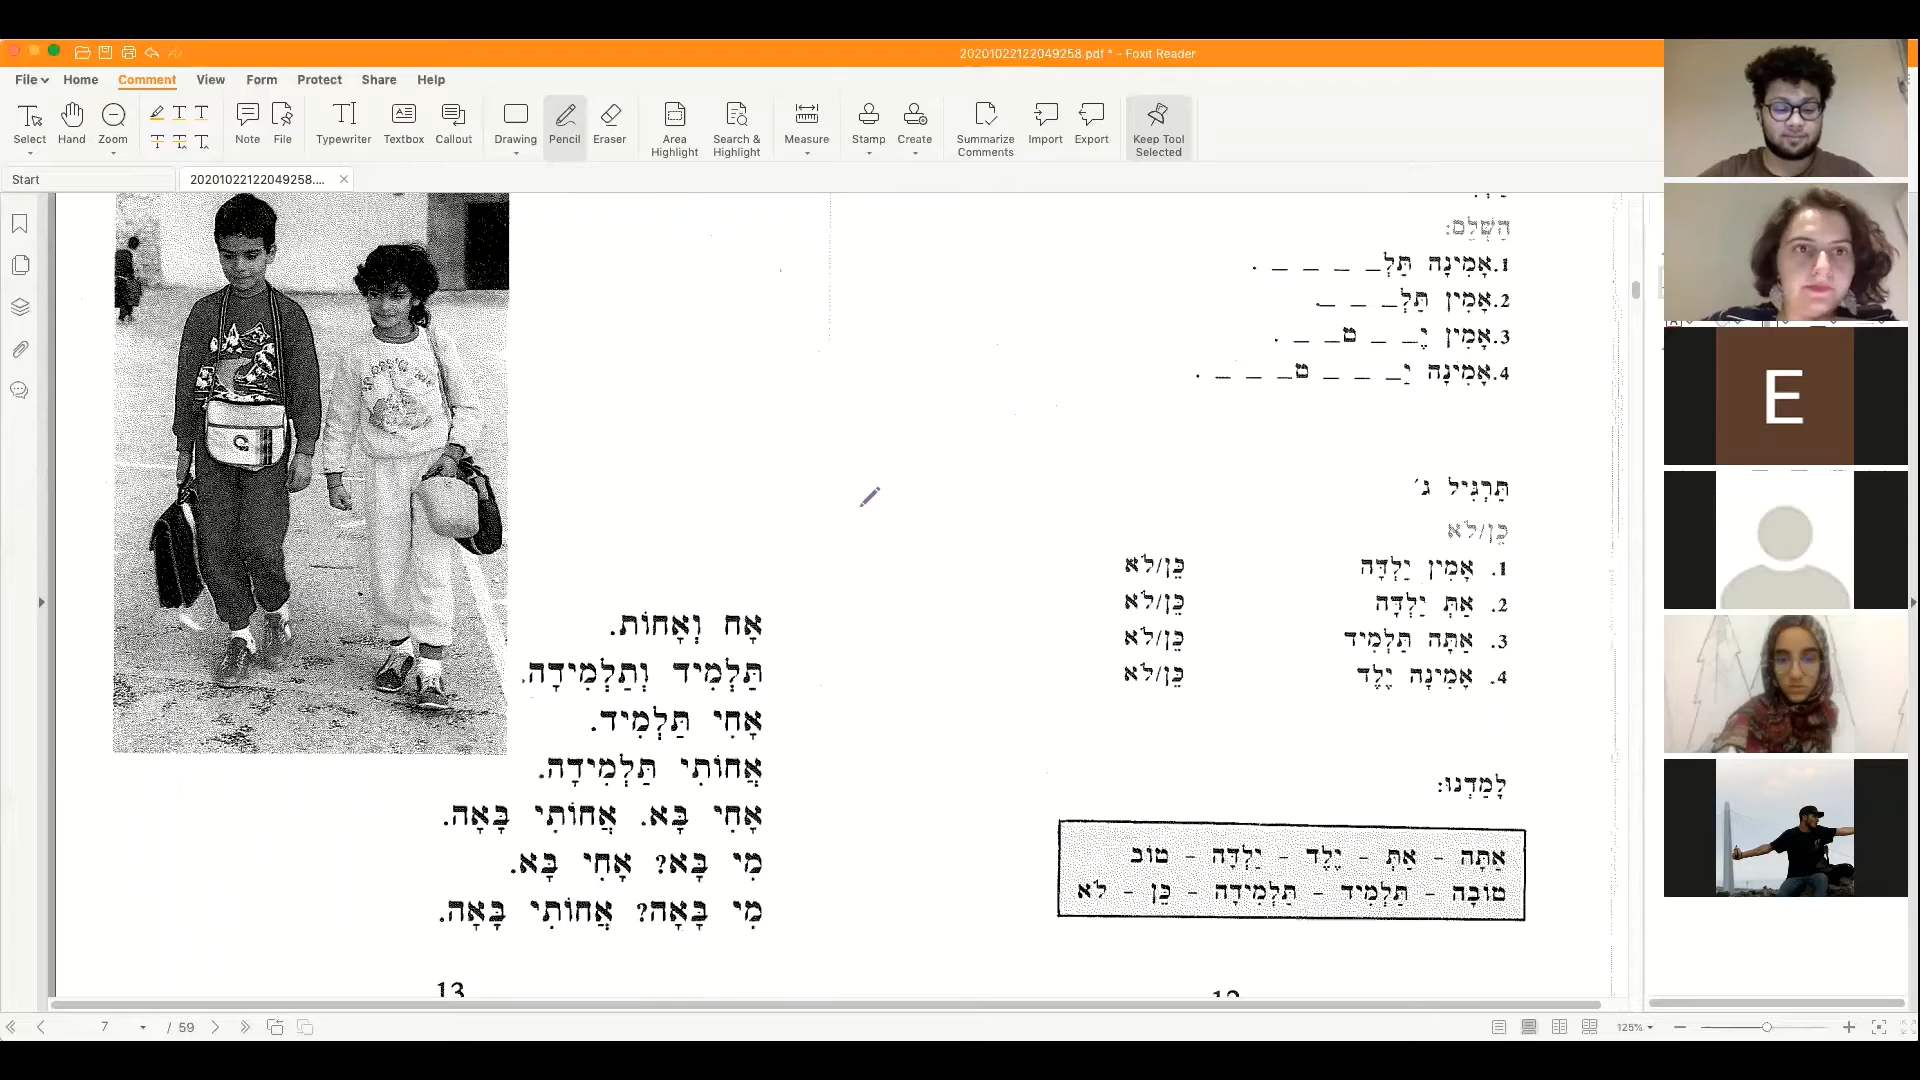 20201022122049258.pdf * - Foxit Reader
File Home Comment View Form Protect Share Help
Select Hand Zoom Note File Typewriter Textbox Callout Drawing Pencil Eraser Area Highlight Search & Highlight Measure Stamp Create Summarize Comments Import Export Keep Tool Selected
Start 20201022122049258....
הַשְׁלֵם:
1.אָמִינָה תַּלְ_ _ _ _ .
2.אָמִין תַּלְ_ _ _.
3.אָמִין יֶ_ _ _ט_ _ .
4.אָמִינָה יַ_ _ _ _ט_ _ _ .
תַּרְגִּיל ג׳
כֵּן/לֹא
1. אָמִין יַלְדָּה כֵּן/לֹא
2. אַתְּ יַלְדָּה כֵּן/לֹא
3. אַתָּה תַּלְמִיד כֵּן/לֹא
4. אָמִינָה יֶלֶד כֵּן/לֹא
לָמַדְנוּ:
אַתָּה - אַתְּ - יֶלֶד - יַלְדָּה - טוֹב
טוֹבָה - תַּלְמִיד - תַּלְמִידָה - כֵּן - לֹא
אָח וְאָחוֹת.
תַּלְמִיד וְתַלְמִידָה.
אָחִי תַּלְמִיד.
אֲחוֹתִי תַּלְמִידָה.
אָחִי בָּא. אֲחוֹתִי בָּאָה.
מִי בָּא? אָחִי בָּא.
מִי בָּאָה? אֲחוֹתִי בָּאָה.
13
12
E
7 / 59
125%